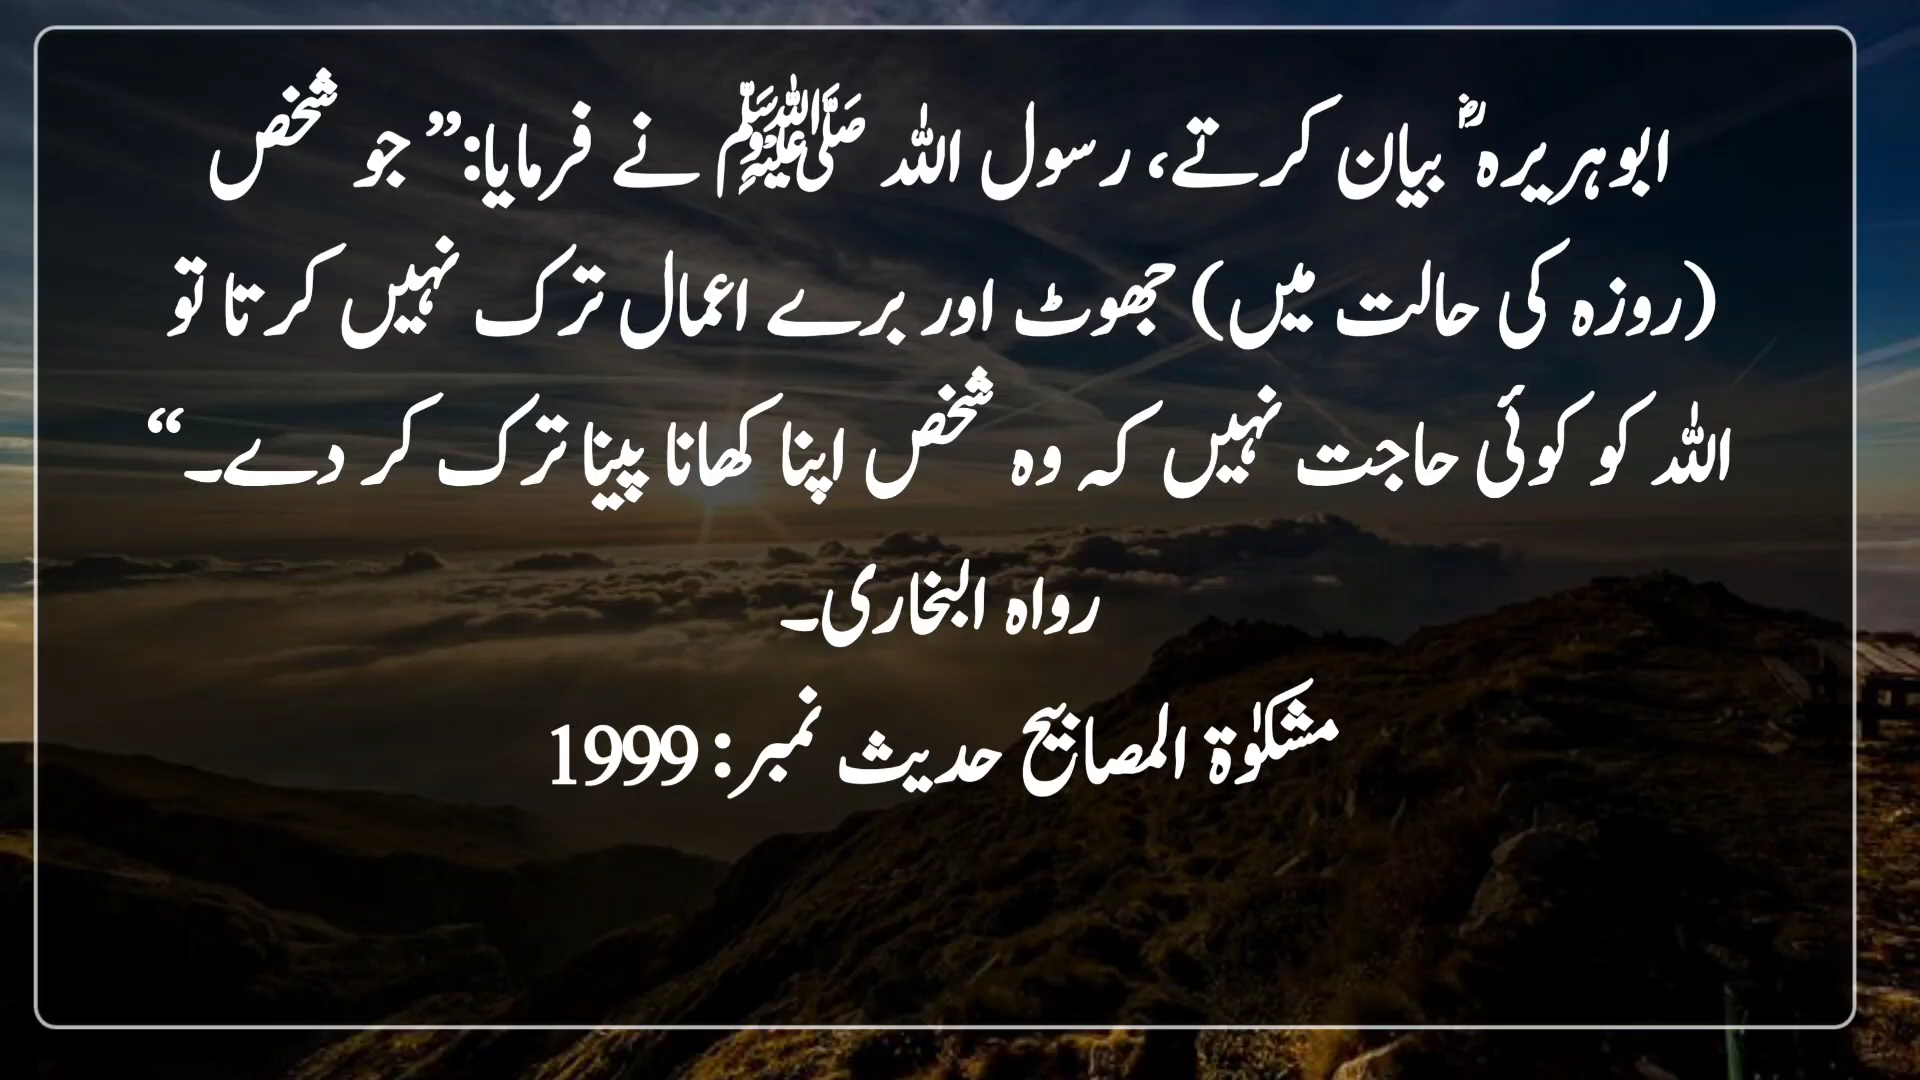 ابوہریرہ ؓ بیان کرتے، رسول اللہ ﷺ نے فرمایا:” جو شخص
(روزہ کی حالت میں) جھوٹ اور برے اعمال ترک نہیں کرتا تو
اللہ کو کوئی حاجت نہیں کہ وہ شخص اپنا کھانا پینا ترک کر دے۔“
رواہ البخاری۔
مشکوٰۃ المصابیح حدیث نمبر: 1999